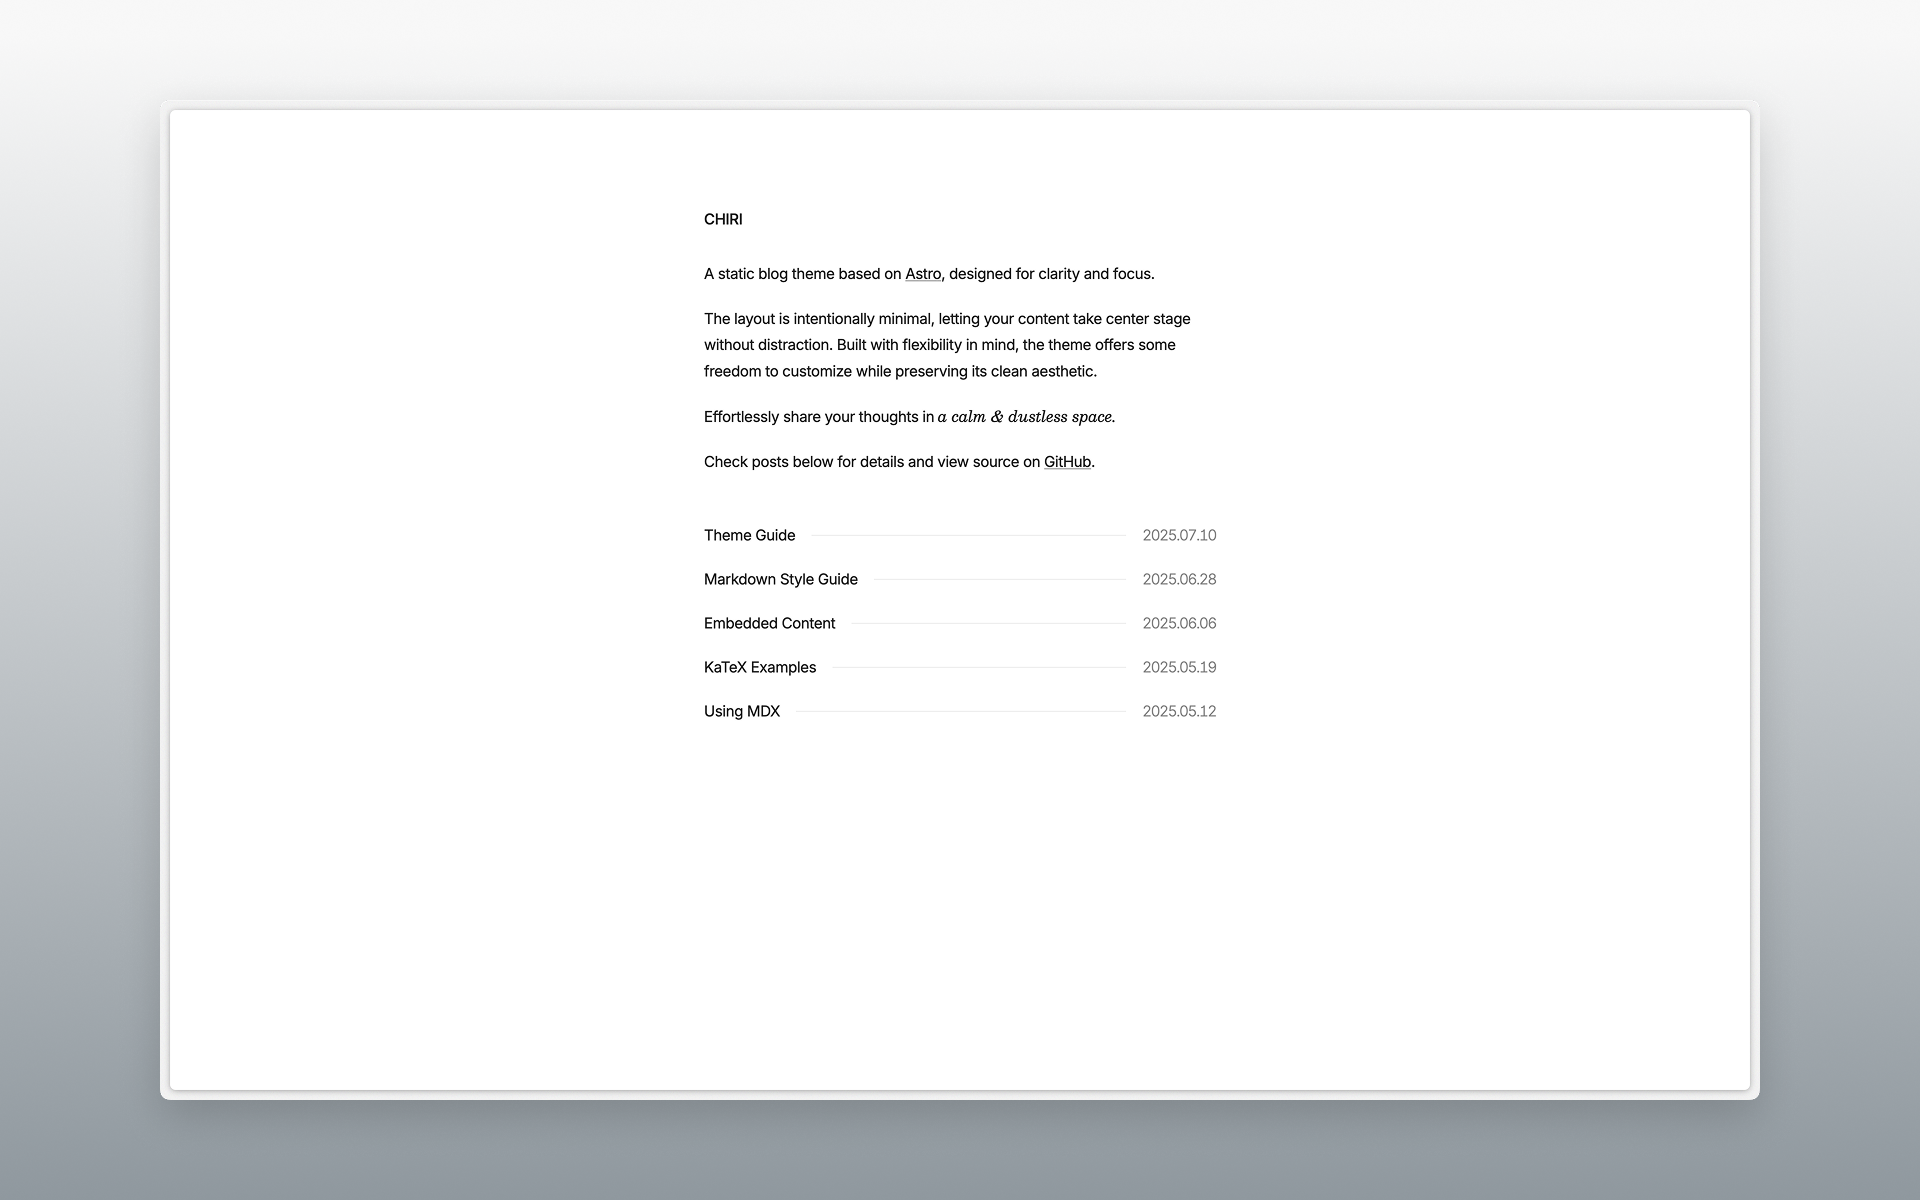 CHIRI
A static blog theme based on Astro, designed for clarity and focus.
The layout is intentionally minimal, letting your content take center stage
without distraction. Built with flexibility in mind, the theme offers some
freedom to customize while preserving its clean aesthetic.
Effortlessly share your thoughts in a calm & dustless space.
Check posts below for details and view source on GitHub.
Theme Guide 2025.07.10
Markdown Style Guide 2025.06.28
Embedded Content 2025.06.06
KaTeX Examples 2025.05.19
Using MDX 2025.05.12